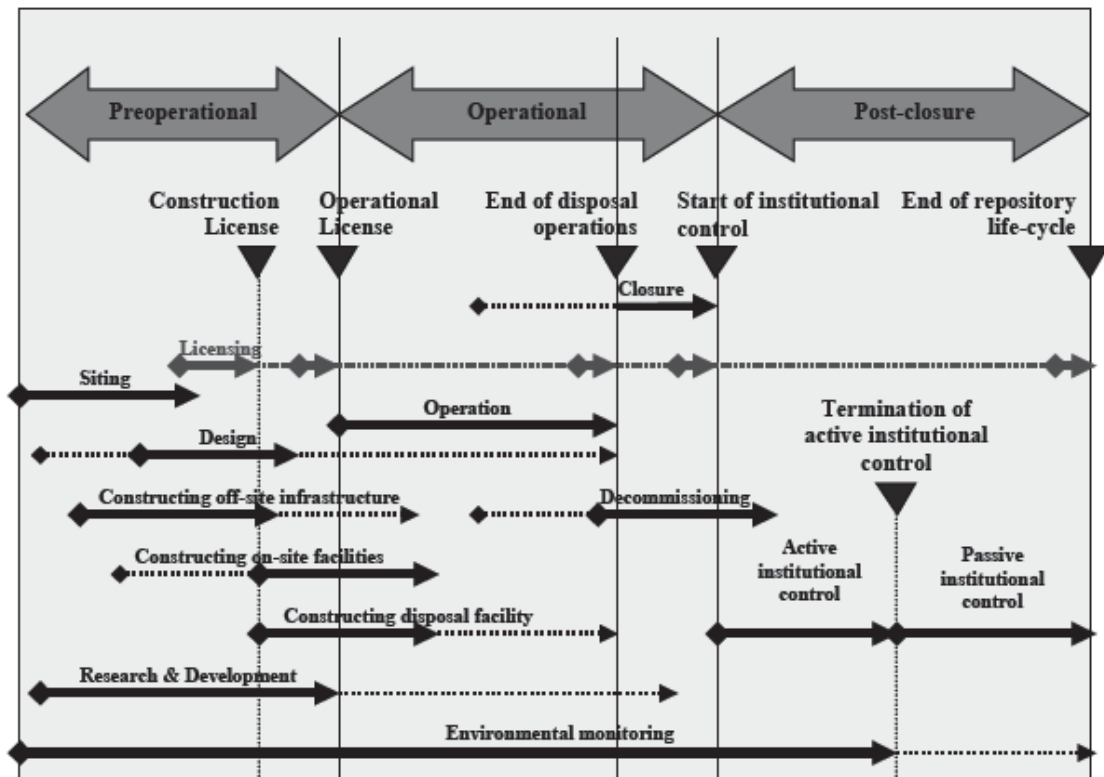 Preoperational
Operational
Post-closure
Construction
License
Operational
License
End of disposal
operations
Start of institutional
control
End of repository
life-cycle
Closure
Licensing
Siting
Operation
Termination of
active institutional
control
Design
Constructing off-site infrastructure
Decommissioning
Constructing on-site facilities
Active
institutional
control
Passive
institutional
control
Constructing disposal facility
Research & Development
Environmental monitoring